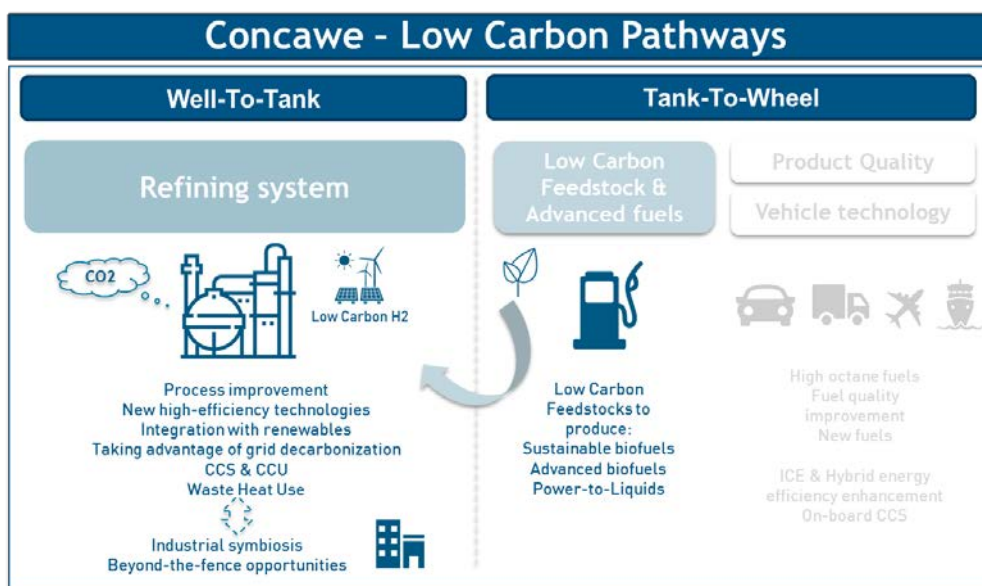 Concawe – Low Carbon Pathways
Well-To-Tank
Refining system
CO2
Low Carbon H2
Process improvement
New high-efficiency technologies
Integration with renewables
Taking advantage of grid decarbonization
CCS & CCU
Waste Heat Use
Industrial symbiosis
Beyond-the-fence opportunities
Tank-To-Wheel
Low Carbon
Feedstock &
Advanced fuels
Low Carbon
Feedstocks to
produce:
Sustainable biofuels
Advanced biofuels
Power-to-Liquids
Product Quality
Vehicle technology
High octane fuels
Fuel quality
improvement
New fuels
ICE & Hybrid energy
efficiency enhancement
On-board CCS